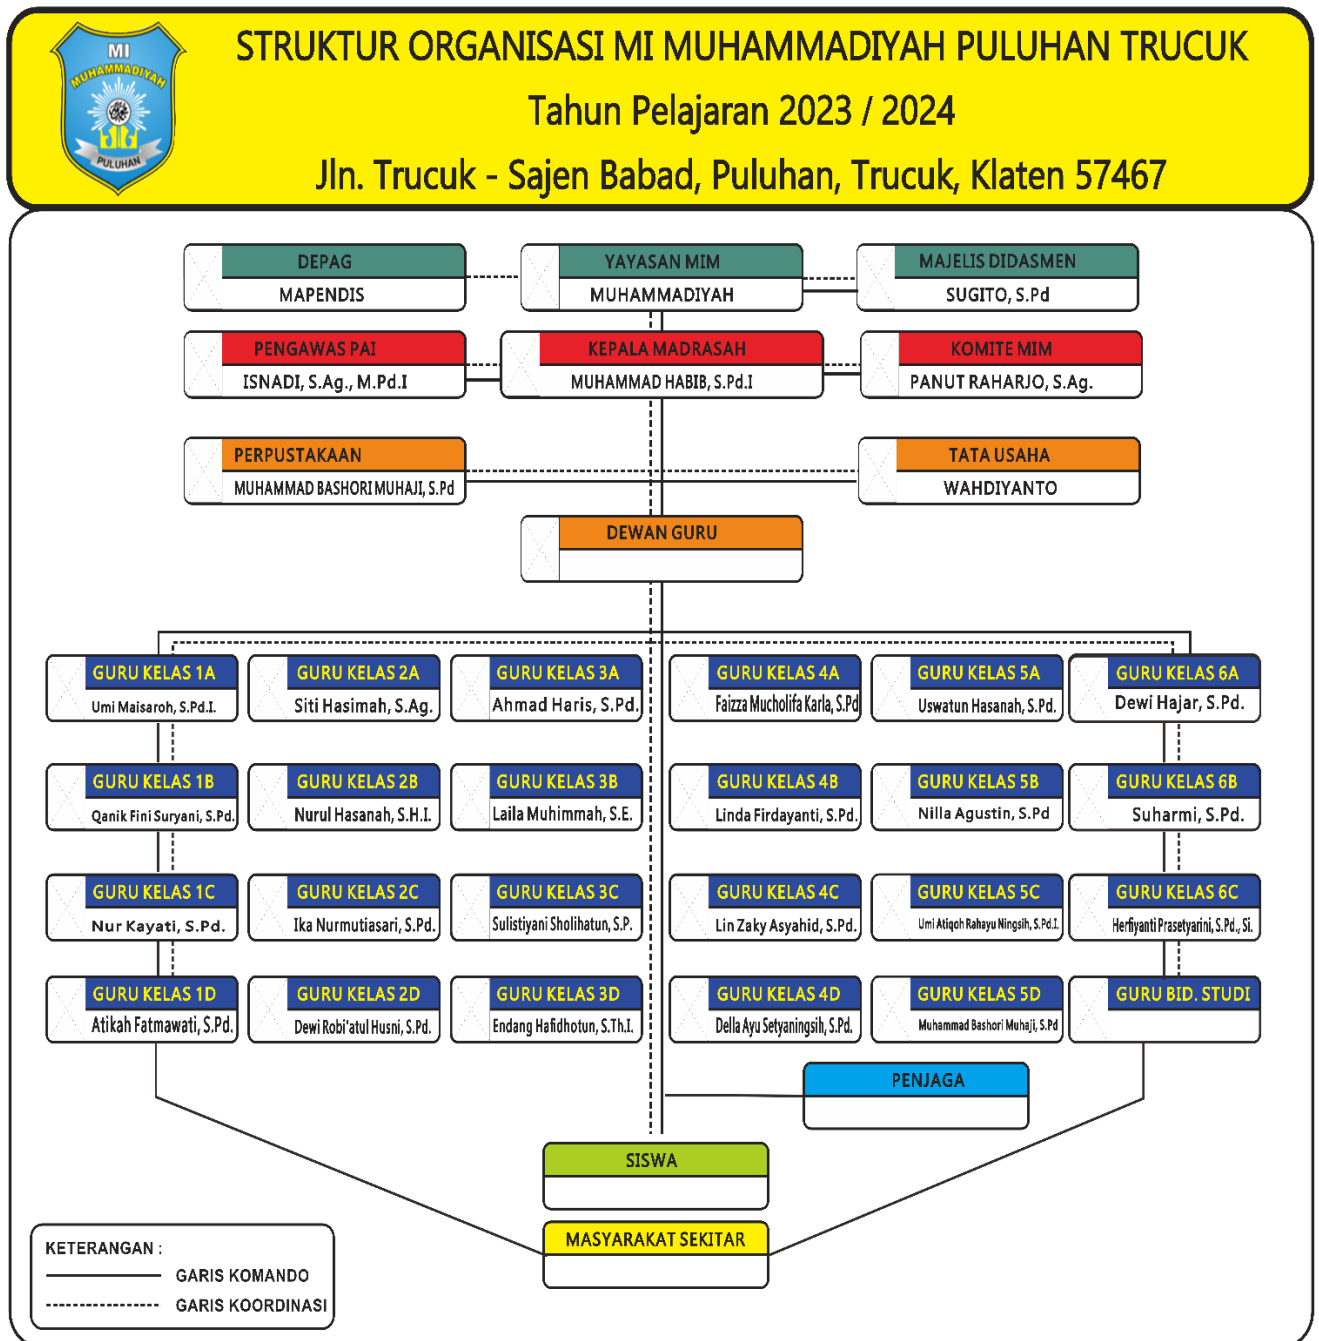 MI
MUHAMMADIYAH
PULUHAN
STRUKTUR ORGANISASI MI MUHAMMADIYAH PULUHAN TRUCUK
Tahun Pelajaran 2023 / 2024
Jln. Trucuk - Sajen Babad, Puluhan, Trucuk, Klaten 57467
DEPAG
MAPENDIS
YAYASAN MIM
MUHAMMADIYAH
MAJELIS DIDASMEN
SUGITO, S.Pd
PENGAWAS PAI
ISNADI, S.Ag., M.Pd.I
KEPALA MADRASAH
MUHAMMAD HABIB, S.Pd.I
KOMITE MIM
PANUT RAHARJO, S.Ag.
PERPUSTAKAAN
MUHAMMAD BASHORI MUHAJI, S.Pd
TATA USAHA
WAHDIYANTO
DEWAN GURU
GURU KELAS 1A
Umi Maisaroh, S.Pd.I.
GURU KELAS 2A
Siti Hasimah, S.Ag.
GURU KELAS 3A
Ahmad Haris, S.Pd.
GURU KELAS 4A
Faizza Mucholifa Karla, S.Pd
GURU KELAS 5A
Uswatun Hasanah, S.Pd.
GURU KELAS 6A
Dewi Hajar, S.Pd.
GURU KELAS 1B
Qanik Fini Suryani, S.Pd.
GURU KELAS 2B
Nurul Hasanah, S.H.I.
GURU KELAS 3B
Laila Muhimmah, S.E.
GURU KELAS 4B
Linda Firdayanti, S.Pd.
GURU KELAS 5B
Nilla Agustin, S.Pd
GURU KELAS 6B
Suharmi, S.Pd.
GURU KELAS 1C
Nur Kayati, S.Pd.
GURU KELAS 2C
Ika Nurmutiasari, S.Pd.
GURU KELAS 3C
Sulistiyani Sholihatun, S.P.
GURU KELAS 4C
Lin Zaky Asyahid, S.Pd.
GURU KELAS 5C
Umi Atiqoh Rahayu Ningsih, S.Pd.I.
GURU KELAS 6C
Herfiyanti Prasetyarini, S.Pd., Si.
GURU KELAS 1D
Atikah Fatmawati, S.Pd.
GURU KELAS 2D
Dewi Robi'atul Husni, S.Pd.
GURU KELAS 3D
Endang Hafidhotun, S.Th.I.
GURU KELAS 4D
Della Ayu Setyaningsih, S.Pd.
GURU KELAS 5D
Muhammad Bashori Muhaji, S.Pd
GURU BID. STUDI
PENJAGA
SISWA
MASYARAKAT SEKITAR
KETERANGAN :
GARIS KOMANDO
GARIS KOORDINASI